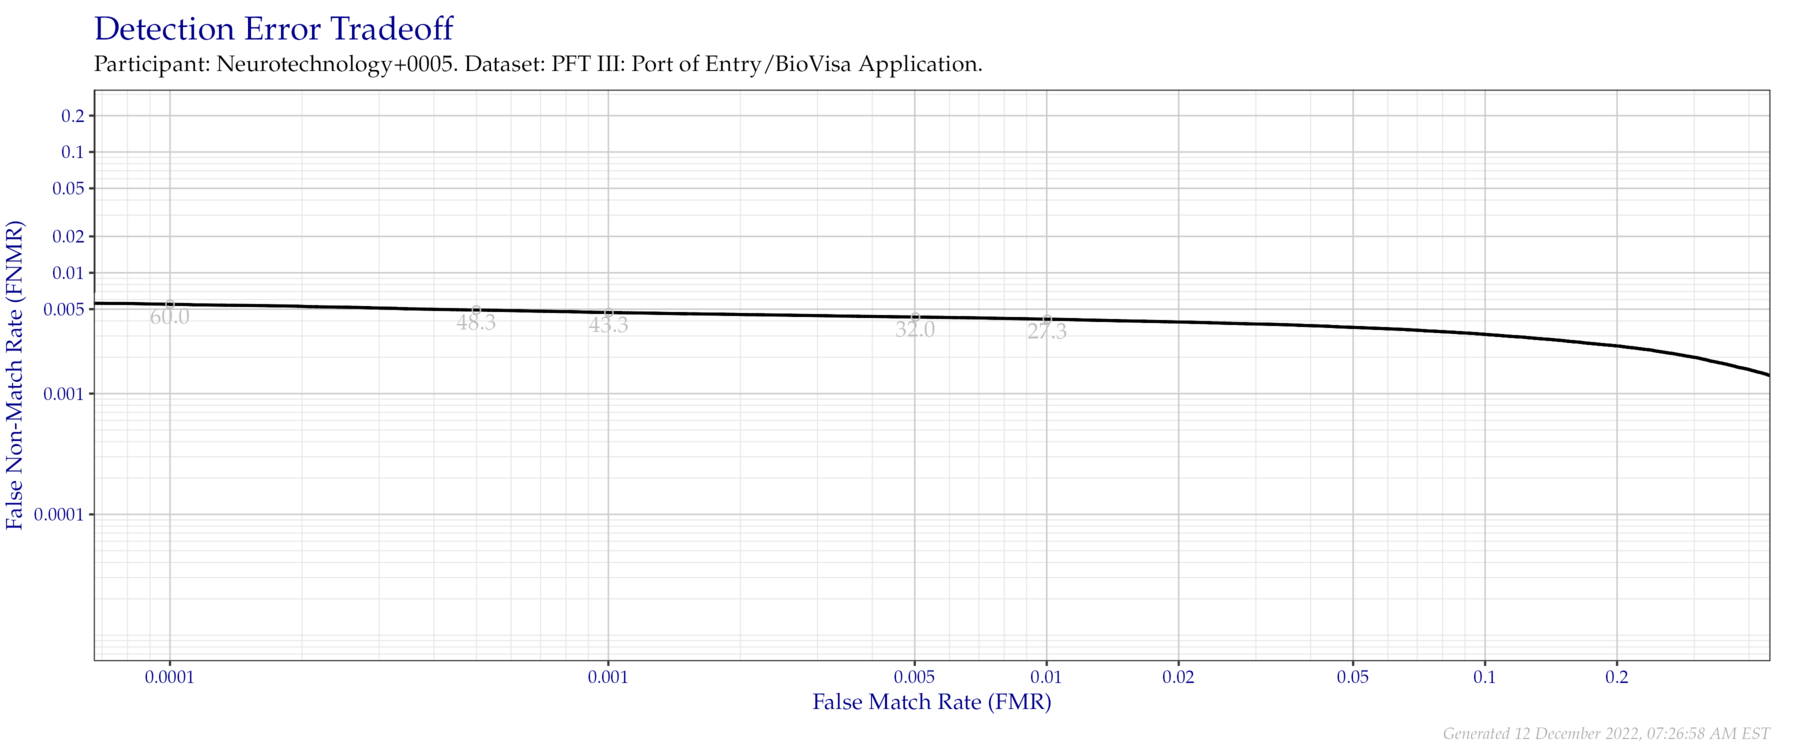 Detection Error Tradeoff
Participant: Neurotechnology+0005. Dataset: PFT III: Port of Entry/BioVisa Application.
False Non-Match Rate (FNMR)
0.2
0.1
0.05
0.02
0.01
0.005
0.001
0.0001
60.0
48.3
43.3
32.0
27.3
0.0001 0.001 0.005 0.01 0.02 0.05 0.1 0.2
False Match Rate (FMR)
Generated 12 December 2022, 07:26:58 AM EST